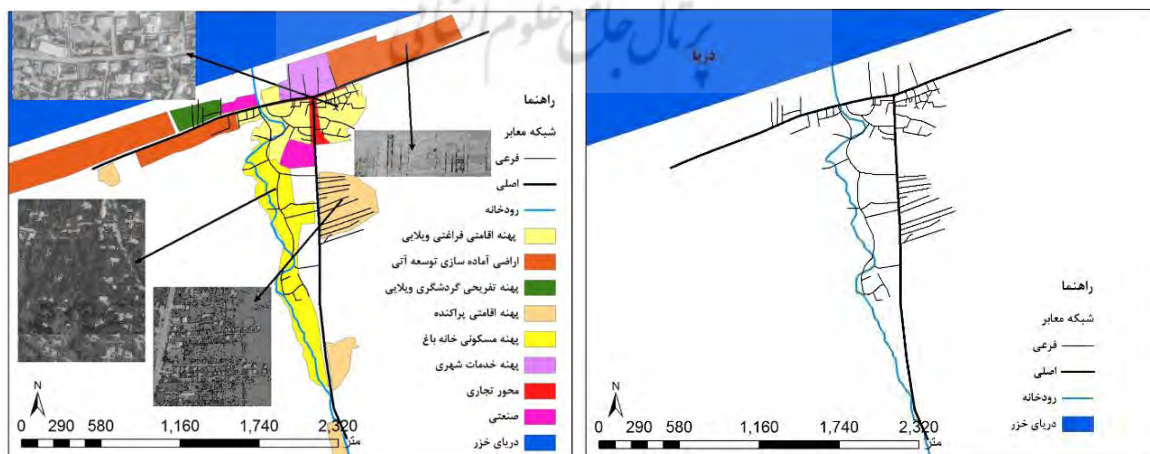 پرتال جامع علوم انسانی
راهنما
شبکه معابر
فرعی
اصلی
رودخانه
پهنه اقامتی فراغتی ویلایی
اراضی آماده سازی توسعه آتی
پهنه تفریحی گردشگری ویلایی
پهنه اقامتی پراکنده
پهنه مسکونی خانه باغ
پهنه خدمات شهری
محور تجاری
صنعتی
دریای خزر
N
0 290 580 1,160 1,740 2,320
متر
دریا
راهنما
شبکه معابر
فرعی
اصلی
رودخانه
دریای خزر
N
0 290 580 1,160 1,740 2,320
متر